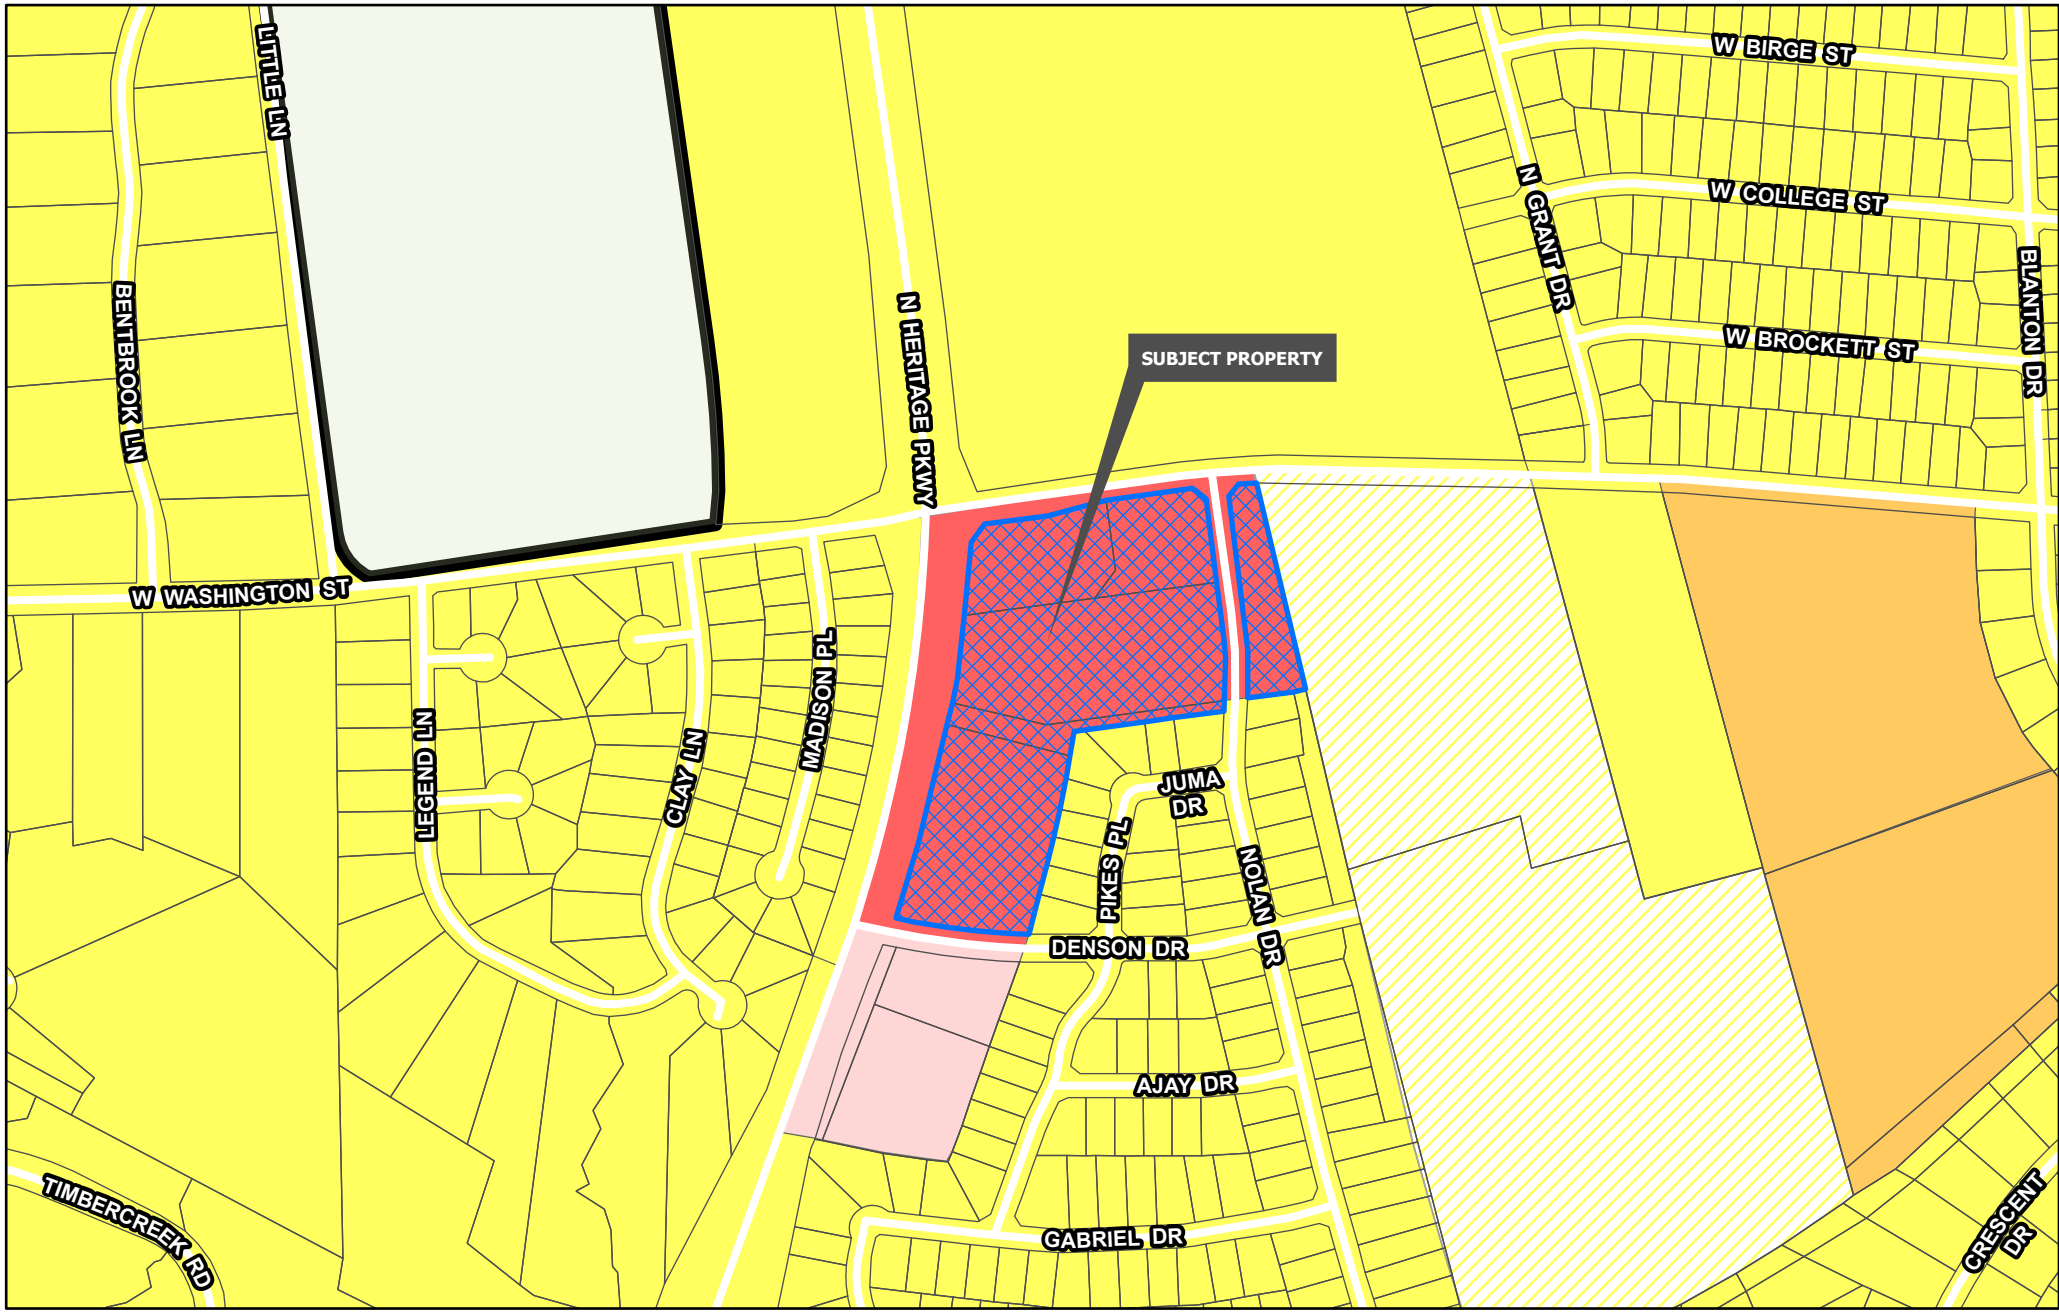 LITTLE LN
W BIRGE ST
W COLLEGE ST
N GRANT DR
BLANTON DR
BENTBROOK LN
N HERITAGE PKWY
W BROCKETT ST
SUBJECT PROPERTY
W WASHINGTON ST
MADISON PL
LEGEND LN
CLAY LN
JUMA
DR
PIKES PL
NOLAN DR
DENSON DR
AJAY DR
GABRIEL DR
TIMBERCREEK RD
CRESCENT
DR